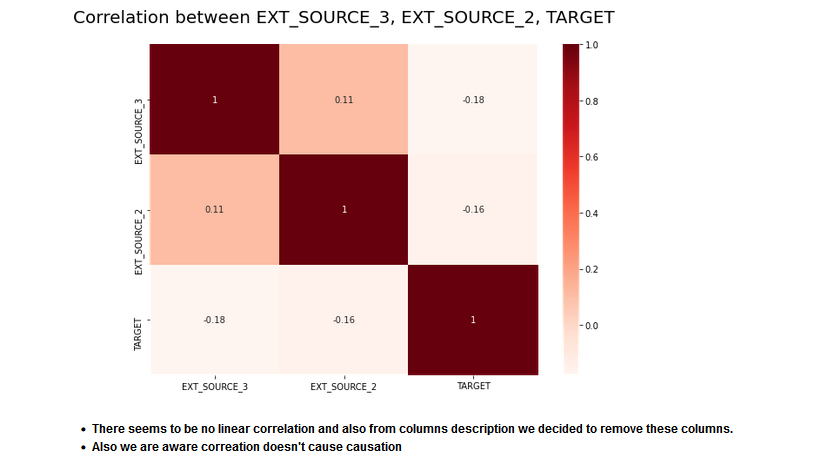 Correlation between EXT_SOURCE_3, EXT_SOURCE_2, TARGET
1.0
0.8
0.6
0.4
0.2
0.0
EXT_SOURCE_3
1
0.11
-0.18
EXT_SOURCE_2
0.11
1
-0.16
TARGET
-0.18
-0.16
1
EXT_SOURCE_3
EXT_SOURCE_2
TARGET
• There seems to be no linear correlation and also from columns description we decided to remove these columns.
• Also we are aware correation doesn't cause causation